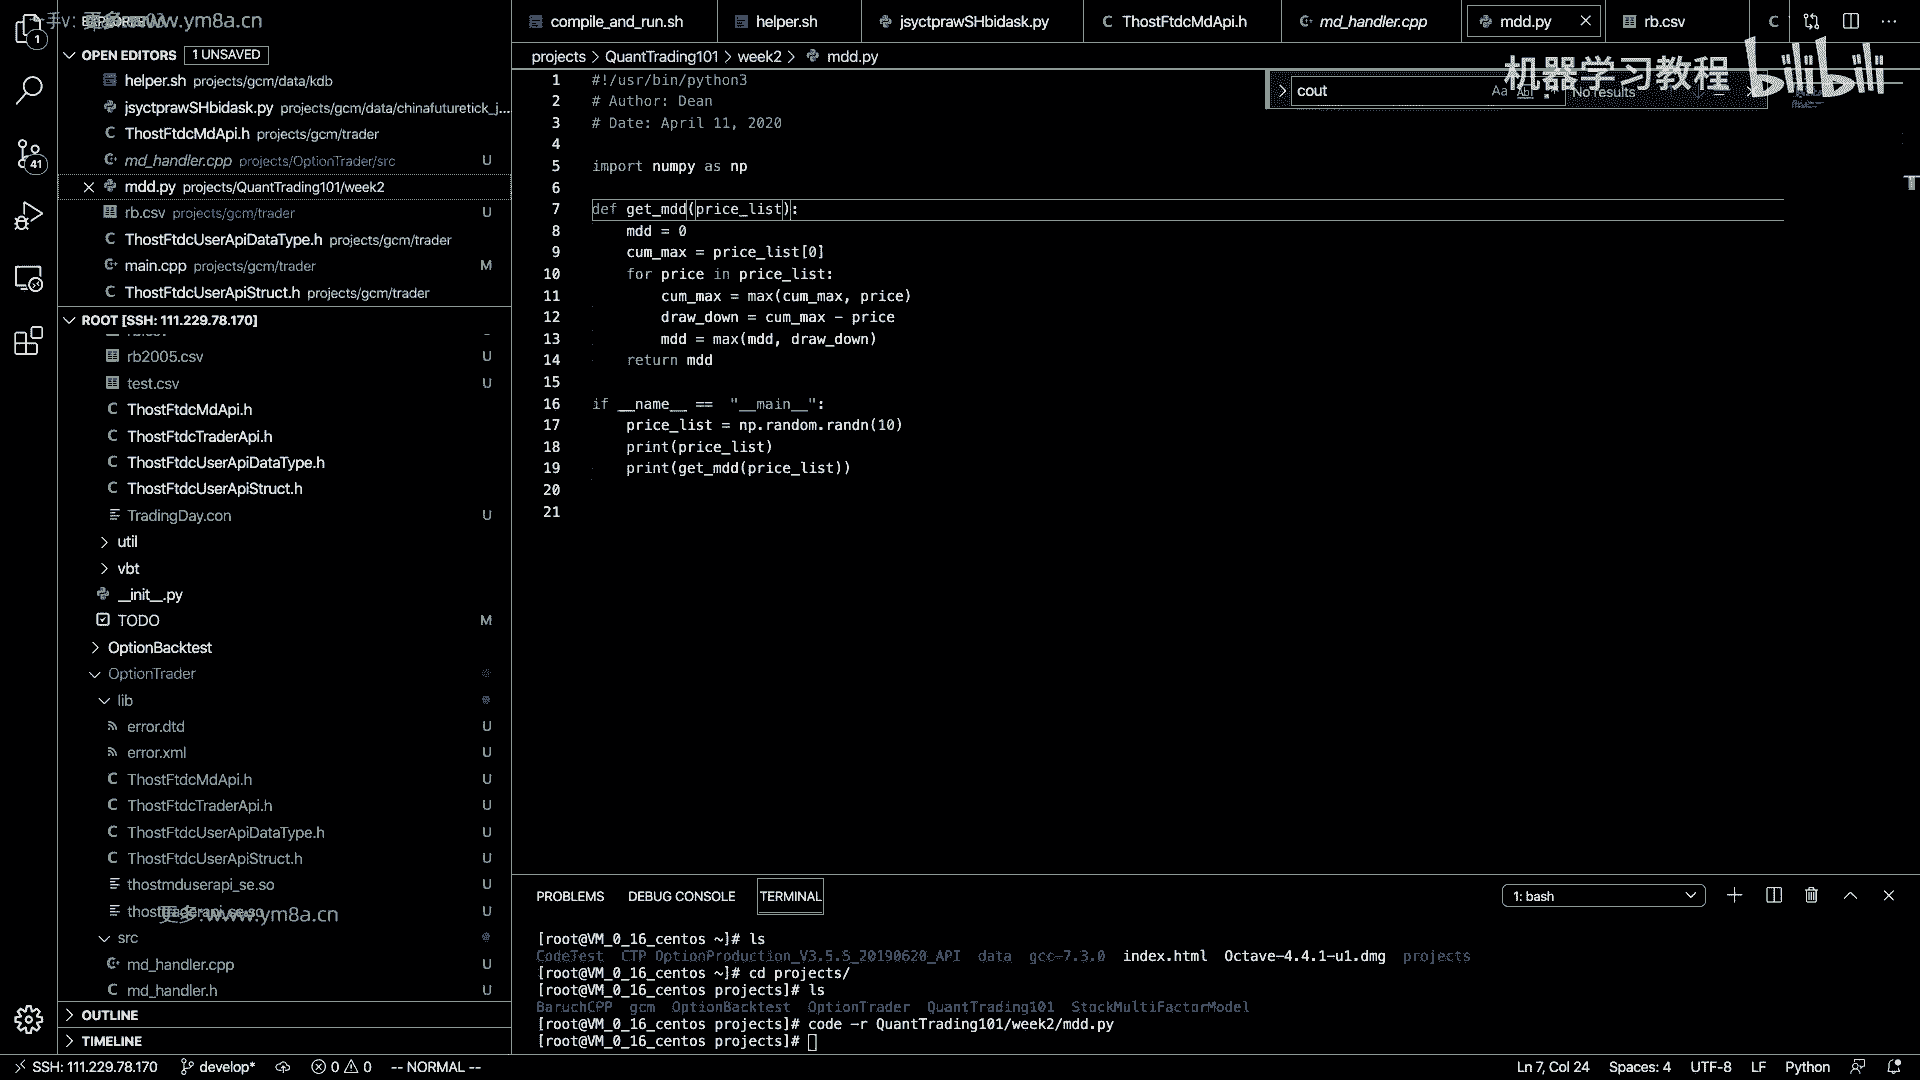 EXPLORER
www.ym8a.cn
1
OPEN EDITORS 1 UNSAVED
helper.sh projects/gcm/data/kdb
jsyctprawSHbidask.py projects/gcm/data/chinafuturetick_j...
ThostFtdcMdApi.h projects/gcm/trader
md_handler.cpp projects/OptionTrader/src U
41
mdd.py projects/QuantTrading101/week2
rb.csv projects/gcm/trader U
ThostFtdcUserApiDataType.h projects/gcm/trader
main.cpp projects/gcm/trader M
ThostFtdcUserApiStruct.h projects/gcm/trader
ROOT [SSH: 111.229.78.170]
rb2005.csv U
test.csv U
ThostFtdcMdApi.h
ThostFtdcTraderApi.h
ThostFtdcUserApiDataType.h
ThostFtdcUserApiStruct.h
TradingDay.con U
util
vbt
__init__.py
TODO M
OptionBacktest
OptionTrader
lib
error.dtd U
error.xml U
ThostFtdcMdApi.h U
ThostFtdcTraderApi.h U
ThostFtdcUserApiDataType.h U
ThostFtdcUserApiStruct.h U
thostmduserapi_se.so U
更多:www.ym8a.cn U
src
md_handler.cpp U
md_handler.h U
OUTLINE
TIMELINE
compile_and_run.sh helper.sh jsyctprawSHbidask.py ThostFtdcMdApi.h md_handler.cpp mdd.py rb.csv
projects > QuantTrading101 > week2 > mdd.py
机器学习教程 bilibili
cout Aa Abl .* No results
1 #!/usr/bin/python3
2 # Author: Dean
3 # Date: April 11, 2020
4
5 import numpy as np
6
7 def get_mdd(price_list):
8 mdd = 0
9 cum_max = price_list[0]
10 for price in price_list:
11 cum_max = max(cum_max, price)
12 draw_down = cum_max - price
13 mdd = max(mdd, draw_down)
14 return mdd
15
16 if __name__ == "__main__":
17 price_list = np.random.randn(10)
18 print(price_list)
19 print(get_mdd(price_list))
20
21
PROBLEMS DEBUG CONSOLE TERMINAL 1: bash
[root@VM_0_16_centos ~]# ls
CodeTest CTP OptionProduction_V3.5.5_20190620_API data gcc-7.3.0 index.html Octave-4.4.1-u1.dmg projects
[root@VM_0_16_centos ~]# cd projects/
[root@VM_0_16_centos projects]# ls
BaruchCPP gcm OptionBacktest OptionTrader QuantTrading101 StockMultiFactorModel
[root@VM_0_16_centos projects]# code -r QuantTrading101/week2/mdd.py
[root@VM_0_16_centos projects]#
SSH: 111.229.78.170 develop* 0 0 -- NORMAL -- Ln 7, Col 24 Spaces: 4 UTF-8 LF Python